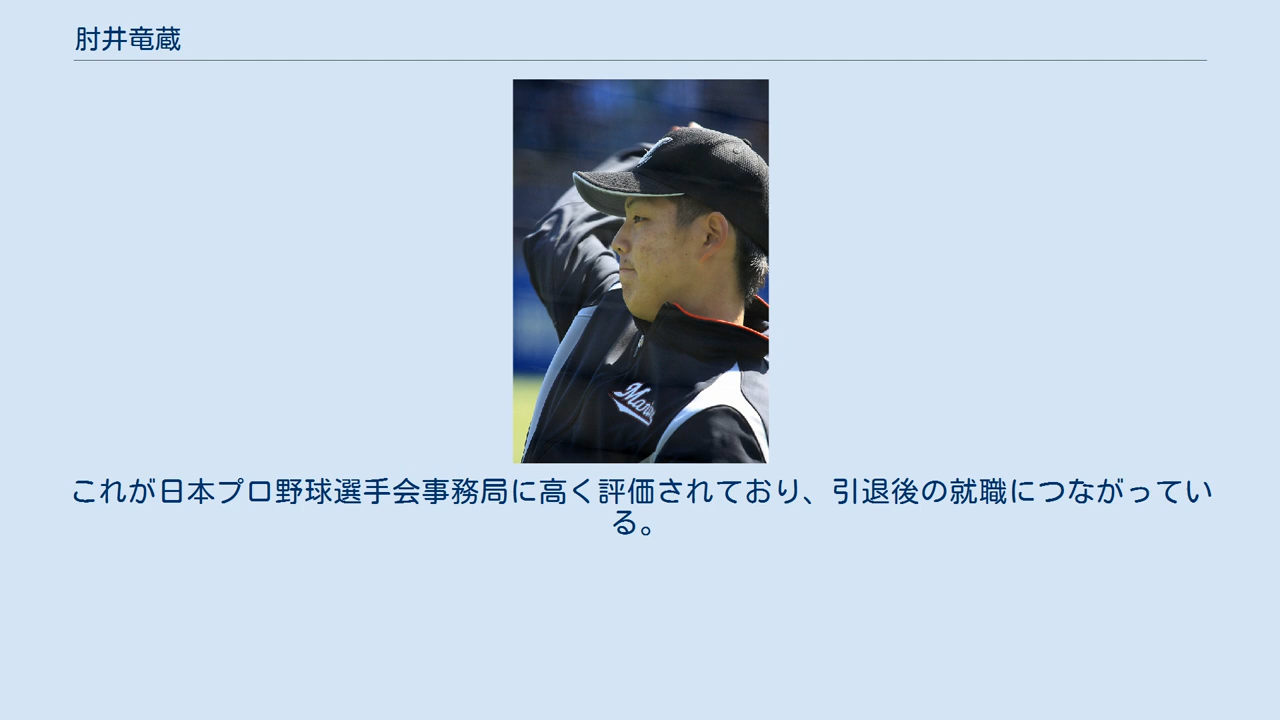 肘井竜蔵
これが日本プロ野球選手会事務局に高く評価されており、引退後の就職につながってい
る。